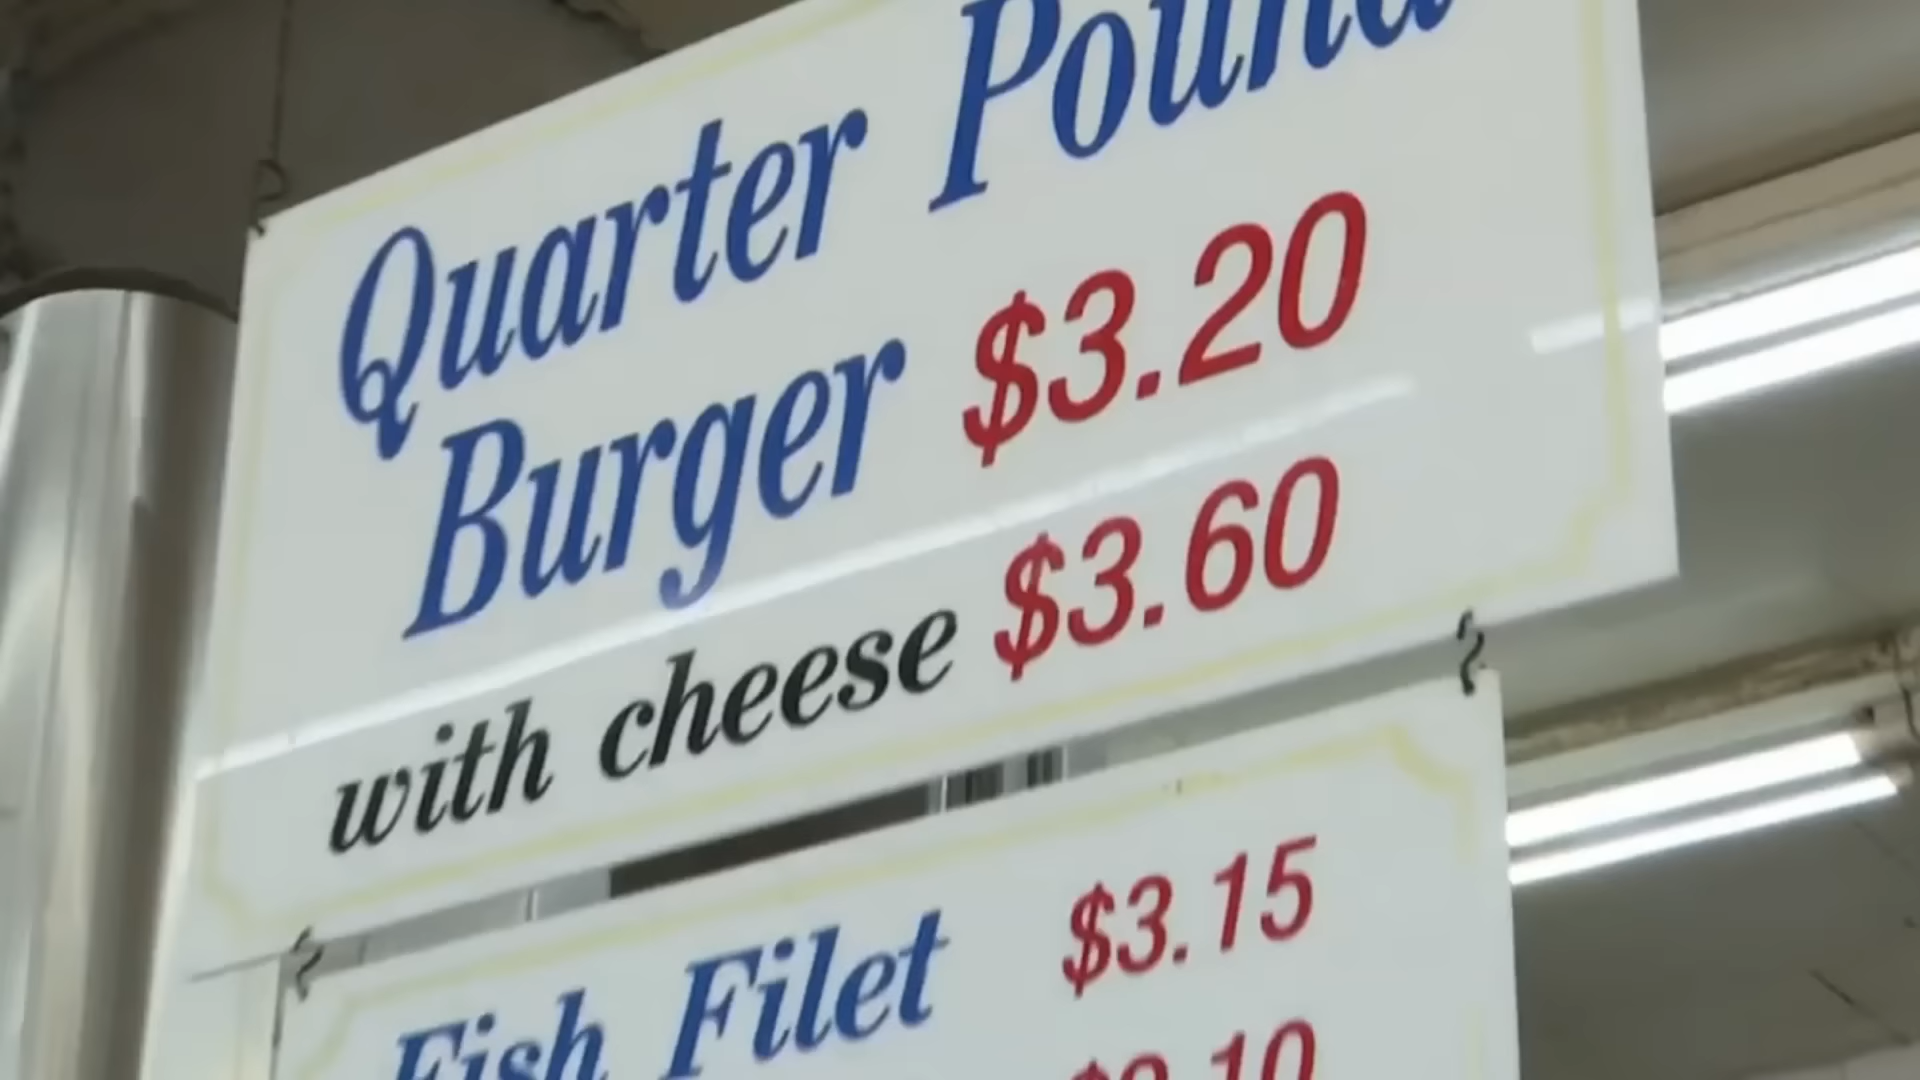 Quarter Pound
Burger $3.20
with cheese $3.60
Fish Filet $3.15